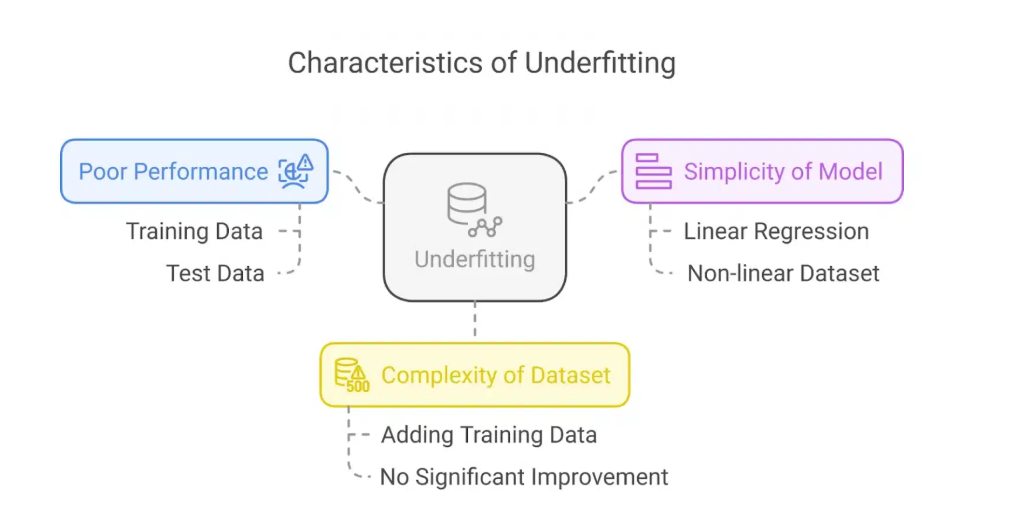 Characteristics of Underfitting
Poor Performance
Training Data
Test Data
Underfitting
Simplicity of Model
Linear Regression
Non-linear Dataset
500
Complexity of Dataset
Adding Training Data
No Significant Improvement